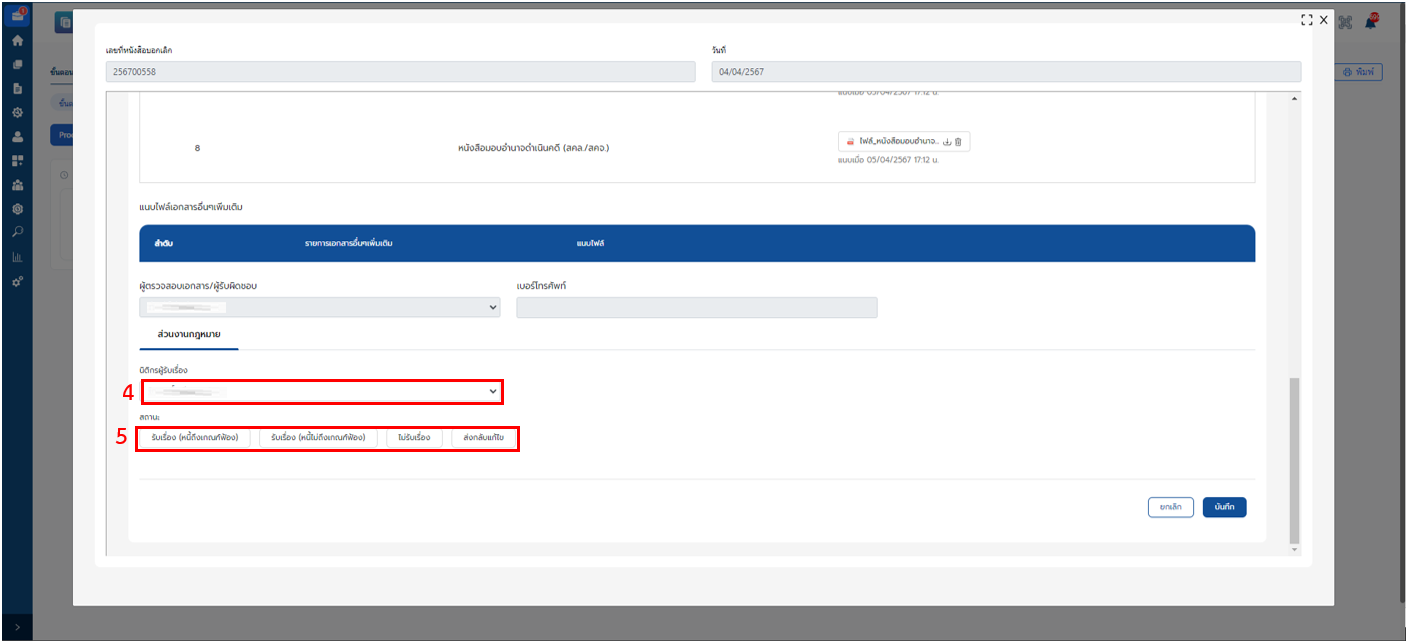 เลขที่หนังสือบอกเลิก
วันที่
256700558
04/04/2567
พิมพ์
แนบเมื่อ 05/04/2567 17:12 น.
8
หนังสือมอบอำนาจดำเนินคดี (สคล./สคจ.)
ไฟล์_หนังสือมอบอำนาจ..
แนบเมื่อ 05/04/2567 17:12 น.
แนบไฟล์เอกสารอื่นๆเพิ่มเติม
ลำดับ
รายการเอกสารอื่นๆเพิ่มเติม
แนบไฟล์
ผู้ตรวจสอบเอกสาร/ผู้รับผิดชอบ
เบอร์โทรศัพท์
ส่วนงานกฎหมาย
นิติกรผู้รับเรื่อง
4
สถานะ
5
รับเรื่อง (หนี้ถึงเกณฑ์ฟ้อง)
รับเรื่อง (หนี้ไม่ถึงเกณฑ์ฟ้อง)
ไม่รับเรื่อง
ส่งกลับแก้ไข
ยกเลิก
บันทึก